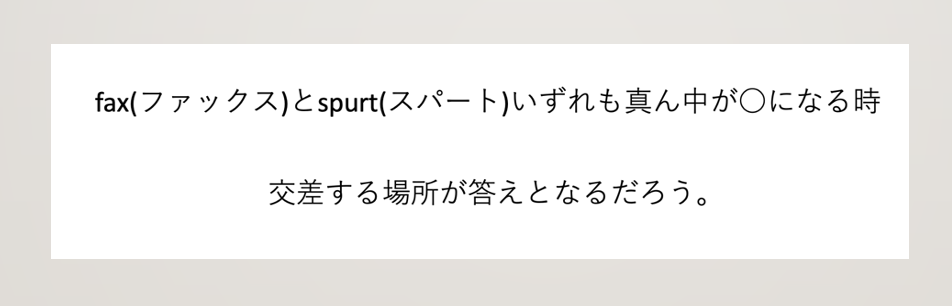 fax(ファックス)とspurt(スパート)いずれも真ん中が〇になる時
交差する場所が答えとなるだろう。